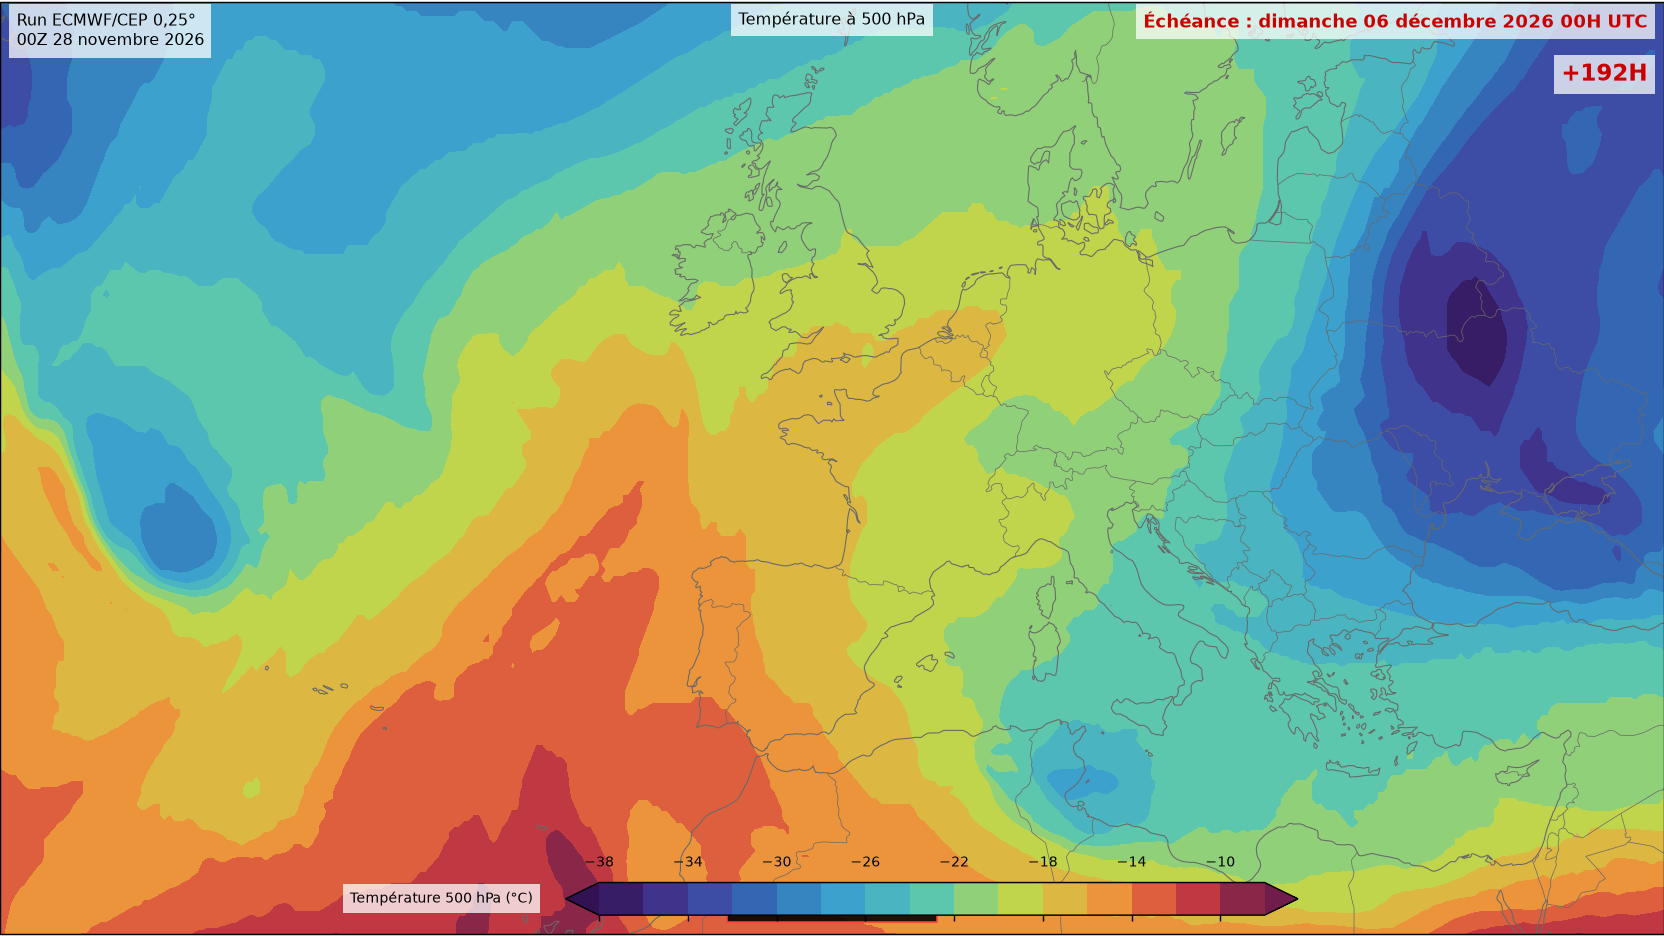 Run ECMWF/CEP 0,25°
00Z 28 novembre 2026
Température à 500 hPa
Échéance : dimanche 06 décembre 2026 00H UTC
+192H
−38 −34 −30 −26 −22 −18 −14 −10
Température 500 hPa (°C)